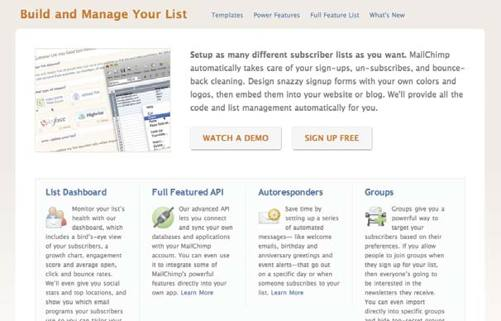 Build and Manage Your List
Templates Power Features Full Feature List What's New
Setup as many different subscriber lists as you want. MailChimp
automatically takes care of your sign-ups, un-subscribes, and bounce-
back cleaning. Design snazzy signup forms with your own colors and
logos, then embed them into your website or blog. We'll provide all the
code and list management automatically for you.
WATCH A DEMO SIGN UP FREE
List Dashboard
Monitor your list's
health with our
dashboard, which
includes a bird's-eye view
of your subscribers, a
growth chart, engagement
score and average open,
click and bounce rates.
We'll even give you social
stats and top locations, and
show you which email
programs your subscribers
use so you can tailor your
Full Featured API
Our advanced API
lets you connect
and sync your own
databases and applications
with your MailChimp
account. You can even use
it to integrate some of
MailChimp's powerful
features directly into your
own app. Learn More
Autoresponders
Save time by
setting up a series
of automated
messages— like welcome
emails, birthday and
anniversary greetings and
event alerts—that go out
on a specific day or when
someone subscribes to your
list. Learn More
Groups
Groups give you a
powerful way to
target your
subscribers based on their
preferences. If you allow
people to join groups when
they sign up for your list,
then everyone's going to
be interested in the
newsletters they receive.
You can even import
directly into specific groups
and hide top-secret groups